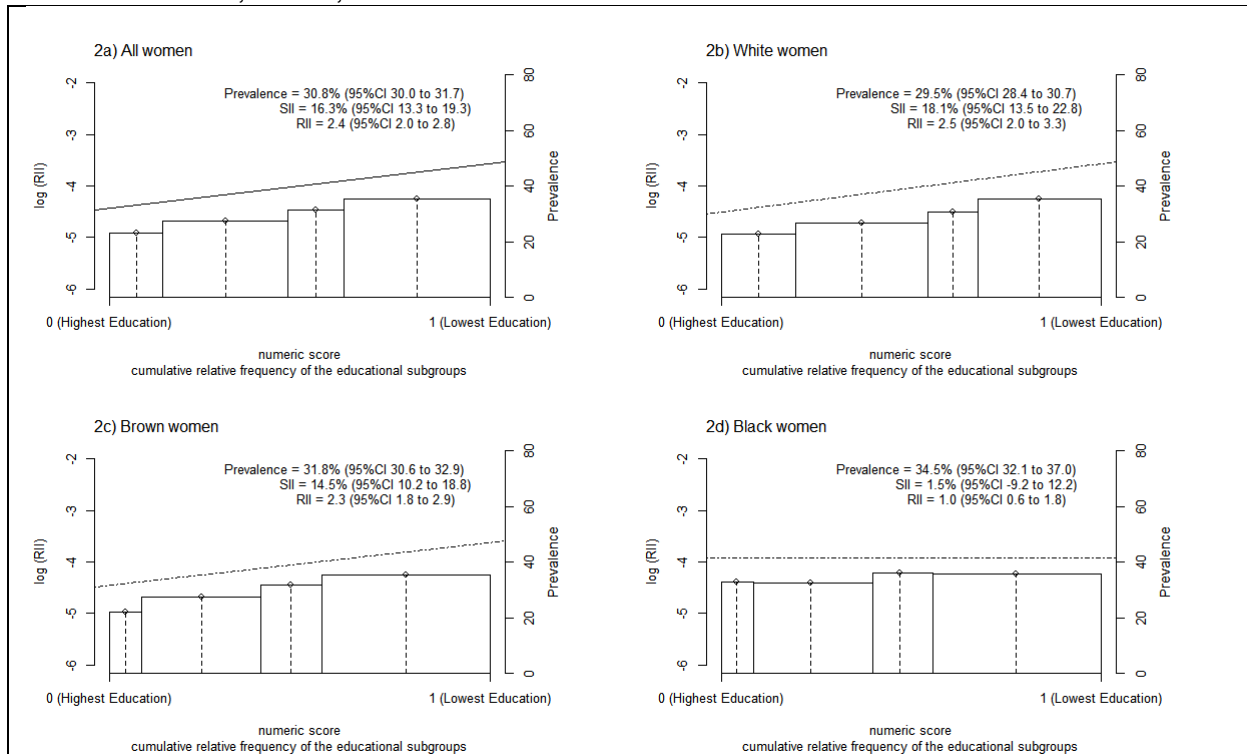 2a) All women
Prevalence = 30.8% (95%CI 30.0 to 31.7)
SII = 16.3% (95%CI 13.3 to 19.3)
RII = 2.4 (95%CI 2.0 to 2.8)
log (RII)
-2
-3
-4
-5
-6
Prevalence
80
60
40
20
0
0 (Highest Education)
1 (Lowest Education)
numeric score
cumulative relative frequency of the educational subgroups
2b) White women
Prevalence = 29.5% (95%CI 28.4 to 30.7)
SII = 18.1% (95%CI 13.5 to 22.8)
RII = 2.5 (95%CI 2.0 to 3.3)
log (RII)
-2
-3
-4
-5
-6
Prevalence
80
60
40
20
0
0 (Highest Education)
1 (Lowest Education)
numeric score
cumulative relative frequency of the educational subgroups
2c) Brown women
Prevalence = 31.8% (95%CI 30.6 to 32.9)
SII = 14.5% (95%CI 10.2 to 18.8)
RII = 2.3 (95%CI 1.8 to 2.9)
log (RII)
-2
-3
-4
-5
-6
Prevalence
80
60
40
20
0
0 (Highest Education)
1 (Lowest Education)
numeric score
cumulative relative frequency of the educational subgroups
2d) Black women
Prevalence = 34.5% (95%CI 32.1 to 37.0)
SII = 1.5% (95%CI -9.2 to 12.2)
RII = 1.0 (95%CI 0.6 to 1.8)
log (RII)
-2
-3
-4
-5
-6
Prevalence
80
60
40
20
0
0 (Highest Education)
1 (Lowest Education)
numeric score
cumulative relative frequency of the educational subgroups